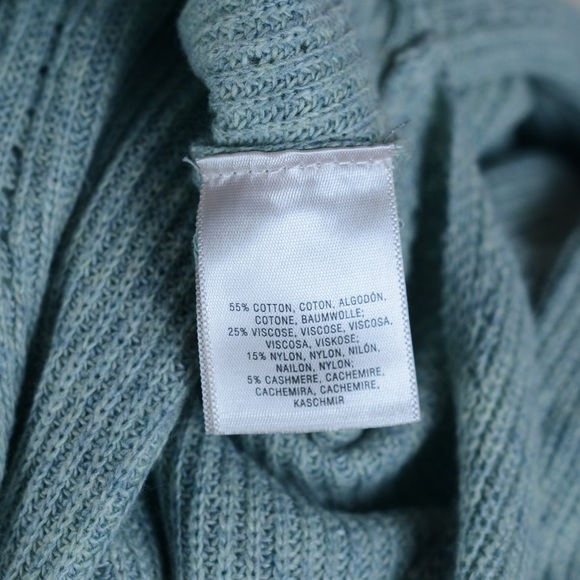 55% COTTON, COTON, ALGODÓN,
COTONE, BAUMWOLLE;
25% VISCOSE, VISCOSE, VISCOSA,
VISCOSA, VISKOSE;
15% NYLON, NYLON, NILÓN,
NAILON, NYLON;
5% CASHMERE, CACHEMIRE,
CACHEMIRA, CACHEMIRE,
KASCHMIR